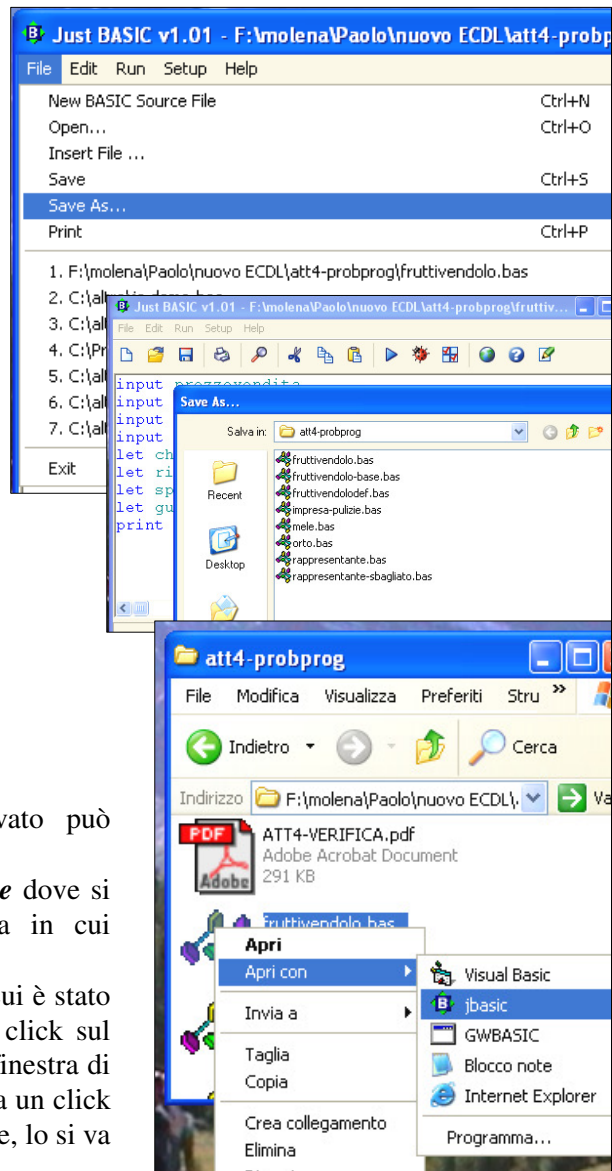 Just BASIC v1.01 - F:\molena\Paolo\nuovo ECDL\att4-probp
File Edit Run Setup Help
New BASIC Source File Ctrl+N
Open... Ctrl+O
Insert File ...
Save Ctrl+S
Save As...
Print Ctrl+P
1. F:\molena\Paolo\nuovo ECDL\att4-probprog\fruttivendolo.bas
2. C:\al
3. C:\al
4. C:\Pr
5. C:\al
6. C:\al
7. C:\al
Exit
Just BASIC v1.01 - F:\molena\Paolo\nuovo ECDL\att4-probprog\fruttiv...
File Edit Run Setup Help
input prezzovendita
input
input
input
let ch
let ri
let sp
let gu
print
Save As...
Salva in: att4-probprog
Recent
Desktop
fruttivendolo.bas
fruttivendolo-base.bas
fruttivendolodef.bas
impresa-pulizie.bas
mele.bas
orto.bas
rappresentante.bas
rappresentante-sbagliato.bas
att4-probprog
File Modifica Visualizza Preferiti Stru »
Indietro Cerca
Indirizzo F:\molena\Paolo\nuovo ECDL\ Va
PDF
Adobe
ATT4-VERIFICA.pdf
Adobe Acrobat Document
291 KB
fruttivendolo.bas
Apri
Apri con
Invia a
Taglia
Copia
Crea collegamento
Elimina
Visual Basic
jbasic
GWBASIC
Blocco note
Internet Explorer
Programma...
vato può
e dove si
a in cui
ui è stato
click sul
finestra di
a un click
e, lo si va